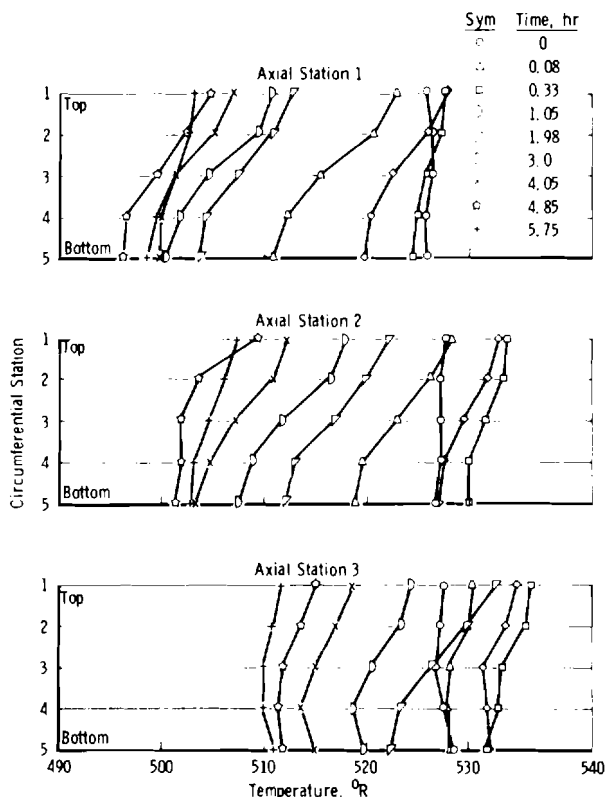 Sym Time, hr
0
0.08
0.33
1.05
1.98
3.0
4.05
4.85
5.75
Axial Station 1
1
Top
2
3
4
Bottom
5
Axial Station 2
1
Top
2
3
4
Bottom
5
Circumferential Station
Axial Station 3
1
Top
2
3
4
Bottom
5
490 500 510 520 530 540
Temperature, °R